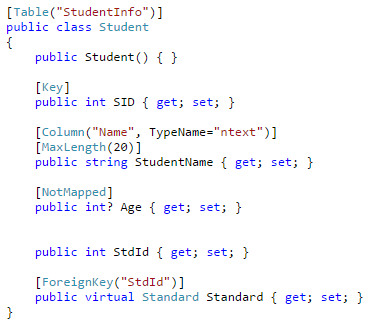 [Table("StudentInfo")]
public class Student
{
    public Student() { }

    [Key]
    public int SID { get; set; }

    [Column("Name", TypeName="ntext")]
    [MaxLength(20)]
    public string StudentName { get; set; }

    [NotMapped]
    public int? Age { get; set; }


    public int StdId { get; set; }

    [ForeignKey("StdId")]
    public virtual Standard Standard { get; set; }
}